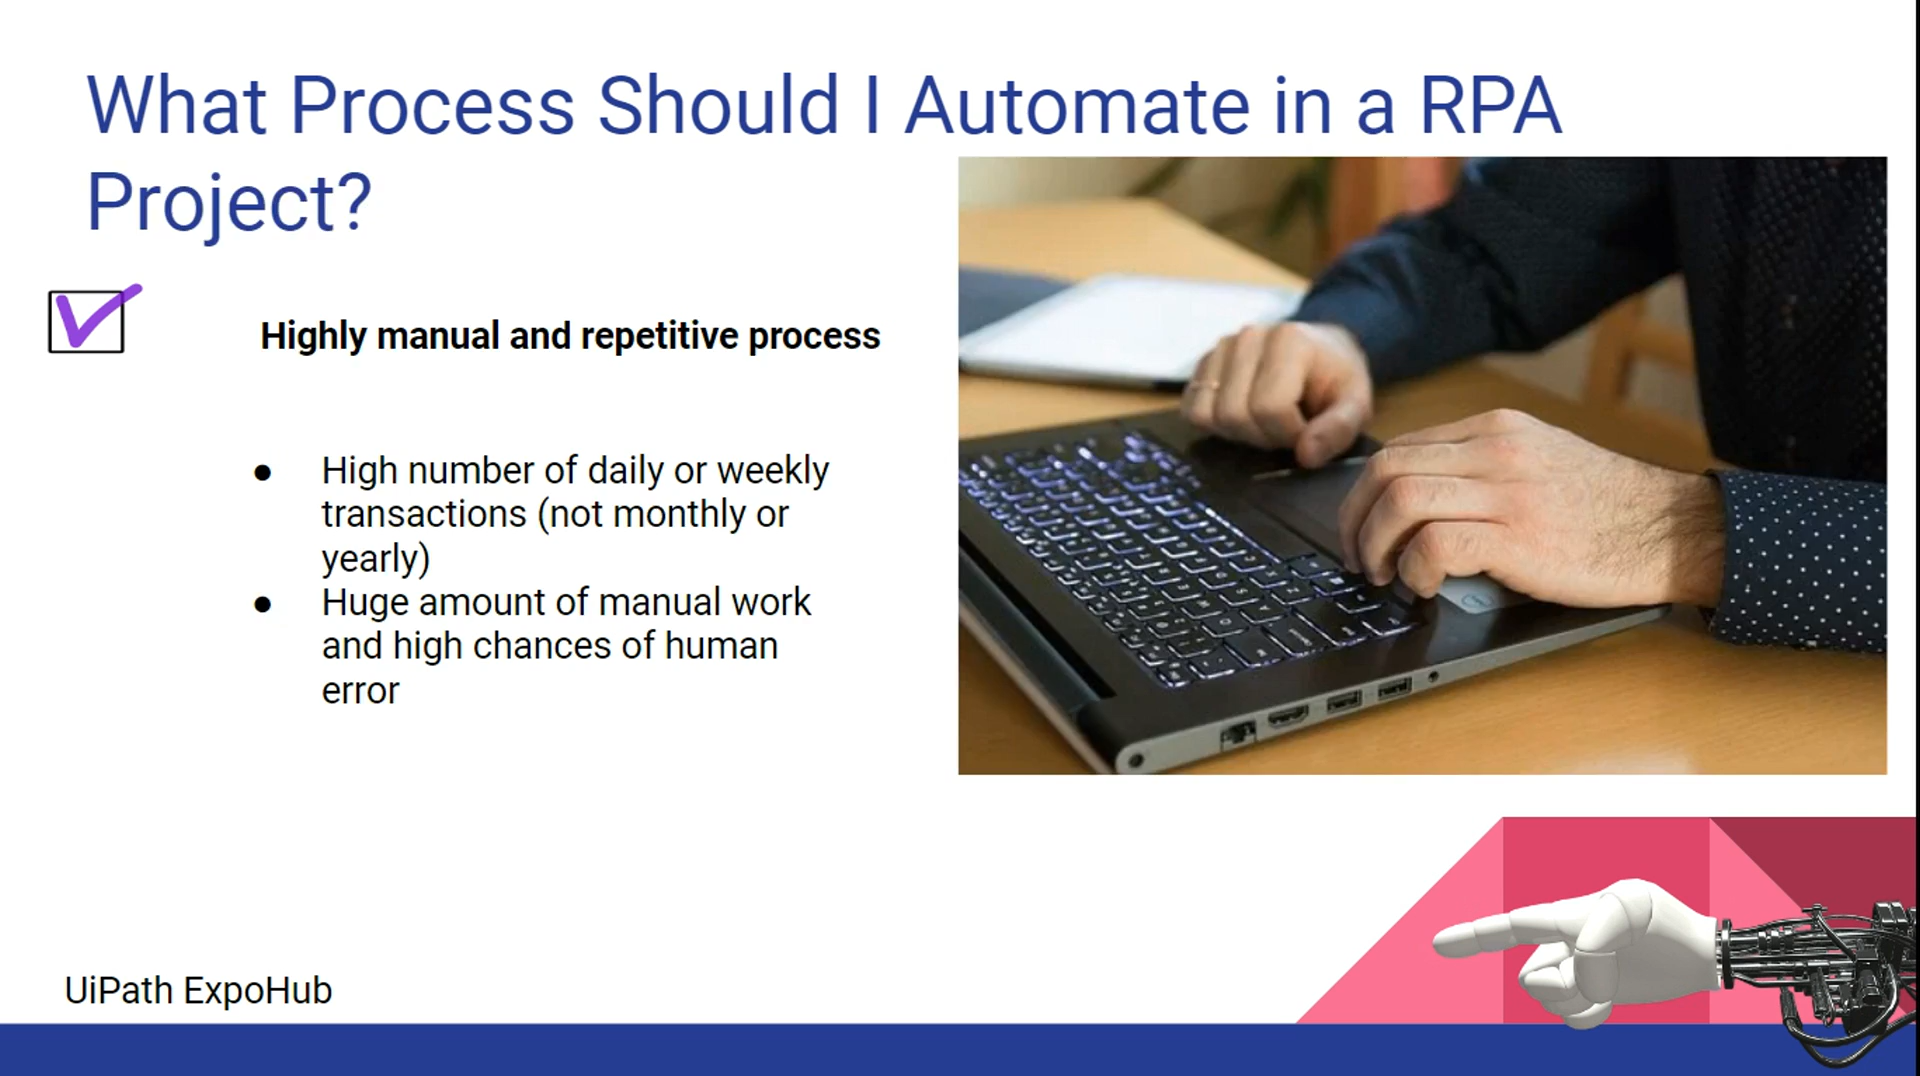 What Process Should I Automate in a RPA
Project?
Highly manual and repetitive process
● High number of daily or weekly
transactions (not monthly or
yearly)
● Huge amount of manual work
and high chances of human
error
UiPath ExpoHub